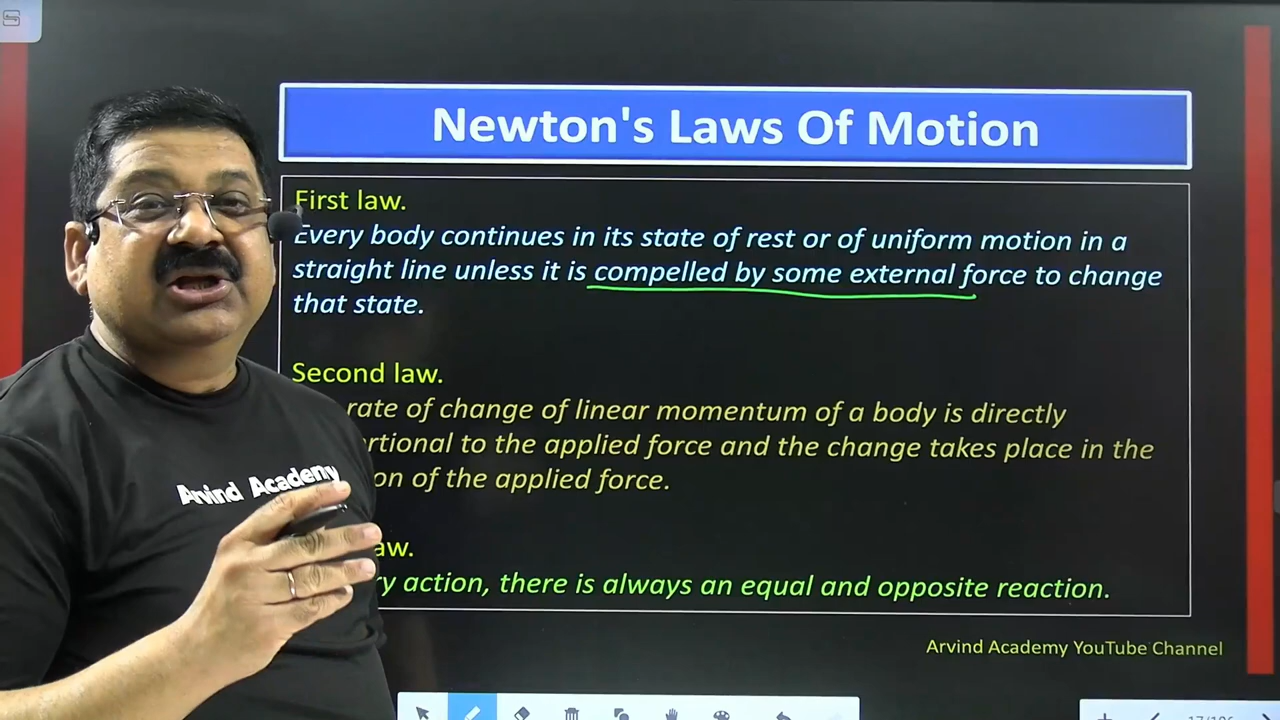 Newton's Laws Of Motion
First law.
Every body continues in its state of rest or of uniform motion in a
straight line unless it is compelled by some external force to change
that state.
Second law.
rate of change of linear momentum of a body is directly
to the applied force and the change takes place in the
of the applied force.
Arvind Academy
action, there is always an equal and opposite reaction.
Arvind Academy YouTube Channel